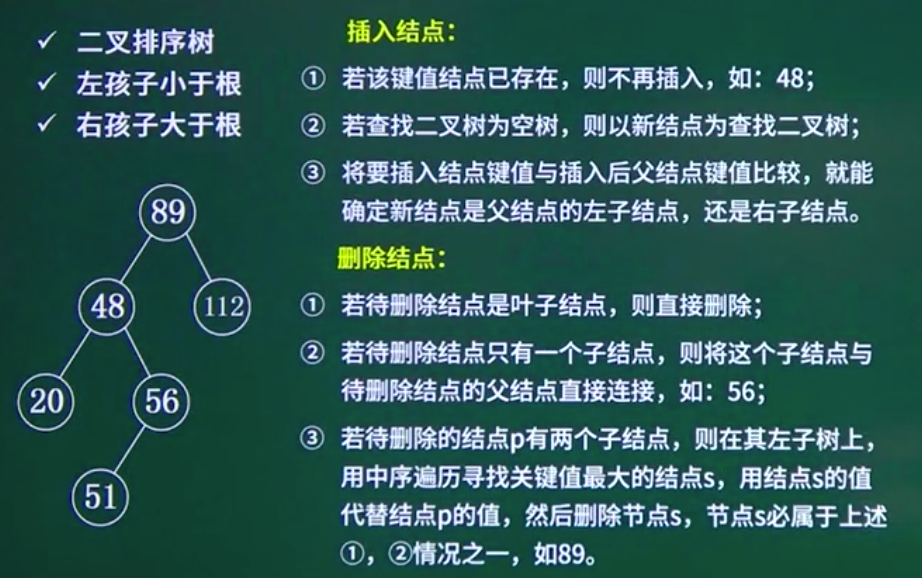 ✓ 二叉排序树
✓ 左孩子小于根
✓ 右孩子大于根
89
48
112
20
56
51
插入结点：
① 若该键值结点已存在，则不再插入，如：48；
② 若查找二叉树为空树，则以新结点为查找二叉树；
③ 将要插入结点键值与插入后父结点键值比较，就能
确定新结点是父结点的左子结点，还是右子结点。
删除结点：
① 若待删除结点是叶子结点，则直接删除；
② 若待删除结点只有一个子结点，则将这个子结点与
待删除结点的父结点直接连接，如：56；
③ 若待删除的结点p有两个子结点，则在其左子树上，
用中序遍历寻找关键值最大的结点s，用结点s的值
代替结点p的值，然后删除节点s，节点s必属于上述
①，②情况之一，如89。